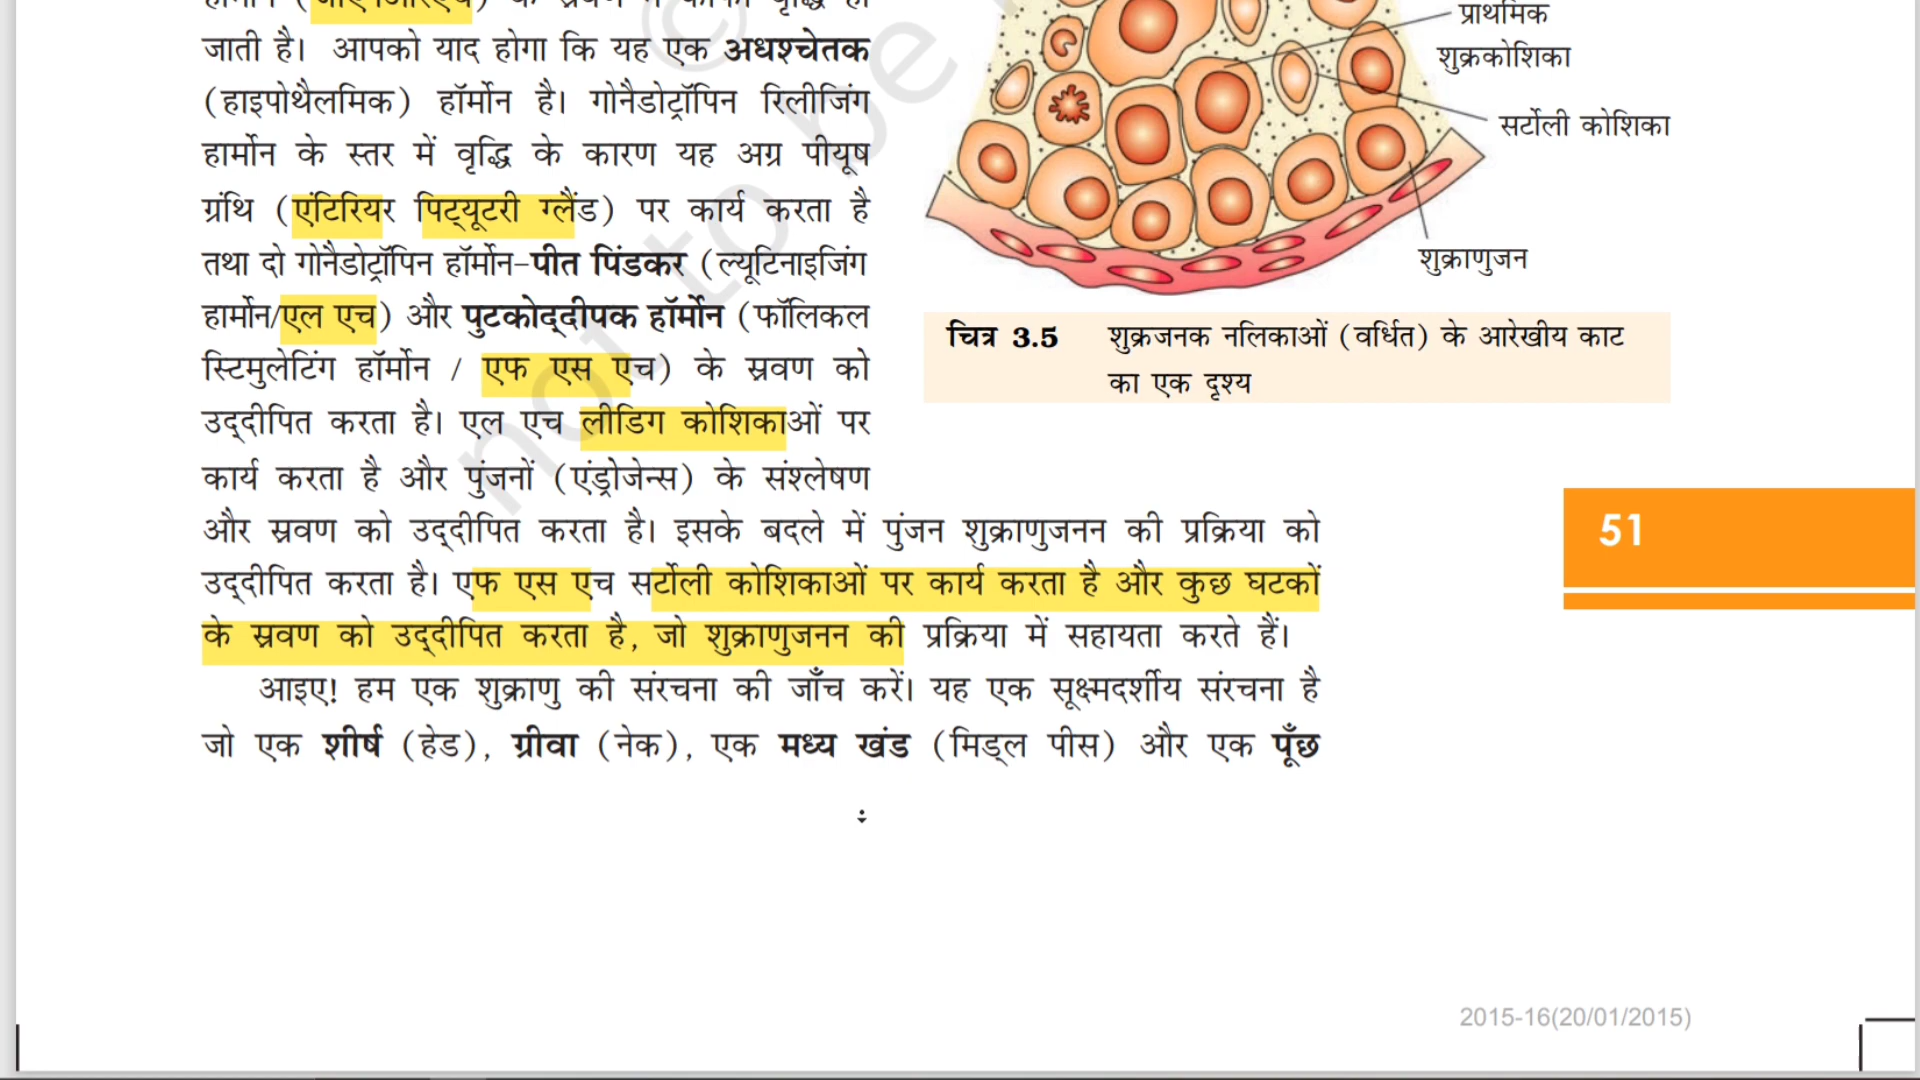 जाती है। आपको याद होगा कि यह एक अधश्चेतक
(हाइपोथैलमिक) हॉर्मोन है। गोनैडोट्रॉपिन रिलीजिंग
हार्मोन के स्तर में वृद्धि के कारण यह अग्र पीयूष
ग्रंथि (एंटिरियर पिट्यूटरी ग्लैंड) पर कार्य करता है
तथा दो गोनैडोट्रॉपिन हॉर्मोन-पीत पिंडकर (ल्यूटिनाइजिंग
हार्मोन/एल एच) और पुटकोद्दीपक हॉर्मोन (फॉलिकल
स्टिमुलेटिंग हॉर्मोन / एफ एस एच) के स्रवण को
उद्दीपित करता है। एल एच लीडिग कोशिकाओं पर
कार्य करता है और पुंजनों (एंड्रोजेन्स) के संश्लेषण
और स्रवण को उद्दीपित करता है। इसके बदले में पुंजन शुक्राणुजनन की प्रक्रिया को
उद्दीपित करता है। एफ एस एच सर्टोली कोशिकाओं पर कार्य करता है और कुछ घटकों
के स्रवण को उद्दीपित करता है, जो शुक्राणुजनन की प्रक्रिया में सहायता करते हैं।
आइए! हम एक शुक्राणु की संरचना की जाँच करें। यह एक सूक्ष्मदर्शीय संरचना है
जो एक शीर्ष (हेड), ग्रीवा (नेक), एक मध्य खंड (मिड्ल पीस) और एक पूँछ
प्राथमिक
शुक्रकोशिका
सर्टोली कोशिका
शुक्राणुजन
चित्र 3.5 शुक्रजनक नलिकाओं (वर्धित) के आरेखीय काट
का एक दृश्य
51
© not to be
2015-16(20/01/2015)